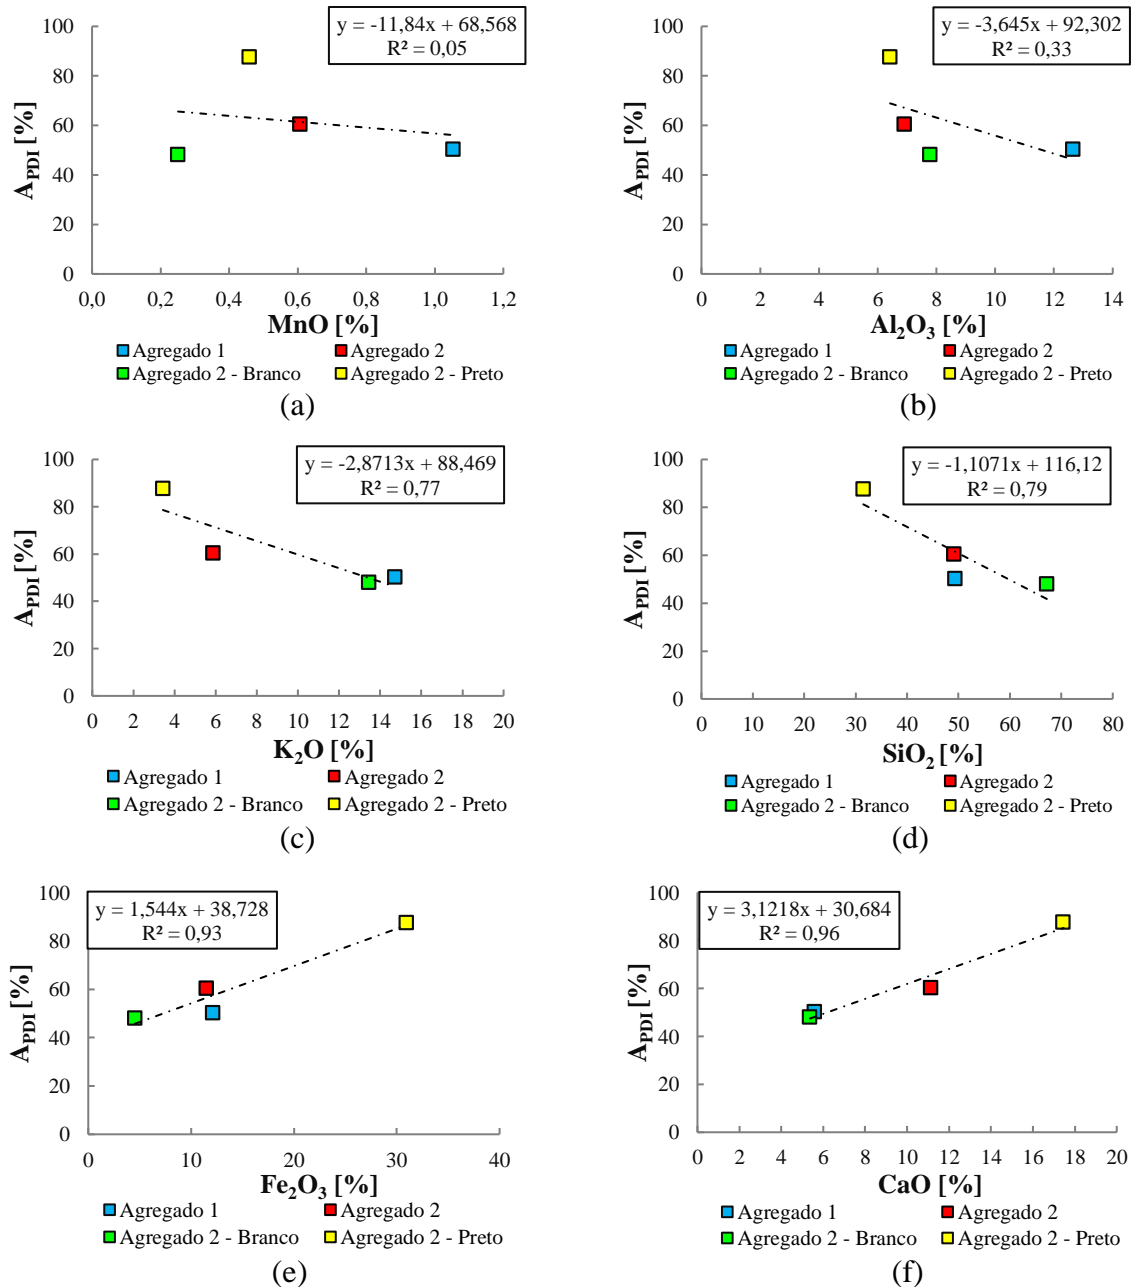 y = -11,84x + 68,568
R² = 0,05
A_PDI [%]
100
80
60
40
20
0
0,0 0,2 0,4 0,6 0,8 1,0 1,2
MnO [%]
Agregado 1 Agregado 2
Agregado 2 - Branco Agregado 2 - Preto
(a)
y = -3,645x + 92,302
R² = 0,33
A_PDI [%]
100
80
60
40
20
0
0 2 4 6 8 10 12 14
Al₂O₃ [%]
Agregado 1 Agregado 2
Agregado 2 - Branco Agregado 2 - Preto
(b)
y = -2,8713x + 88,469
R² = 0,77
A_PDI [%]
100
80
60
40
20
0
0 2 4 6 8 10 12 14 16 18 20
K₂O [%]
Agregado 1 Agregado 2
Agregado 2 - Branco Agregado 2 - Preto
(c)
y = -1,1071x + 116,12
R² = 0,79
A_PDI [%]
100
80
60
40
20
0
0 10 20 30 40 50 60 70 80
SiO₂ [%]
Agregado 1 Agregado 2
Agregado 2 - Branco Agregado 2 - Preto
(d)
y = 1,544x + 38,728
R² = 0,93
A_PDI [%]
100
80
60
40
20
0
0 10 20 30 40
Fe₂O₃ [%]
Agregado 1 Agregado 2
Agregado 2 - Branco Agregado 2 - Preto
(e)
y = 3,1218x + 30,684
R² = 0,96
A_PDI [%]
100
80
60
40
20
0
0 2 4 6 8 10 12 14 16 18 20
CaO [%]
Agregado 1 Agregado 2
Agregado 2 - Branco Agregado 2 - Preto
(f)